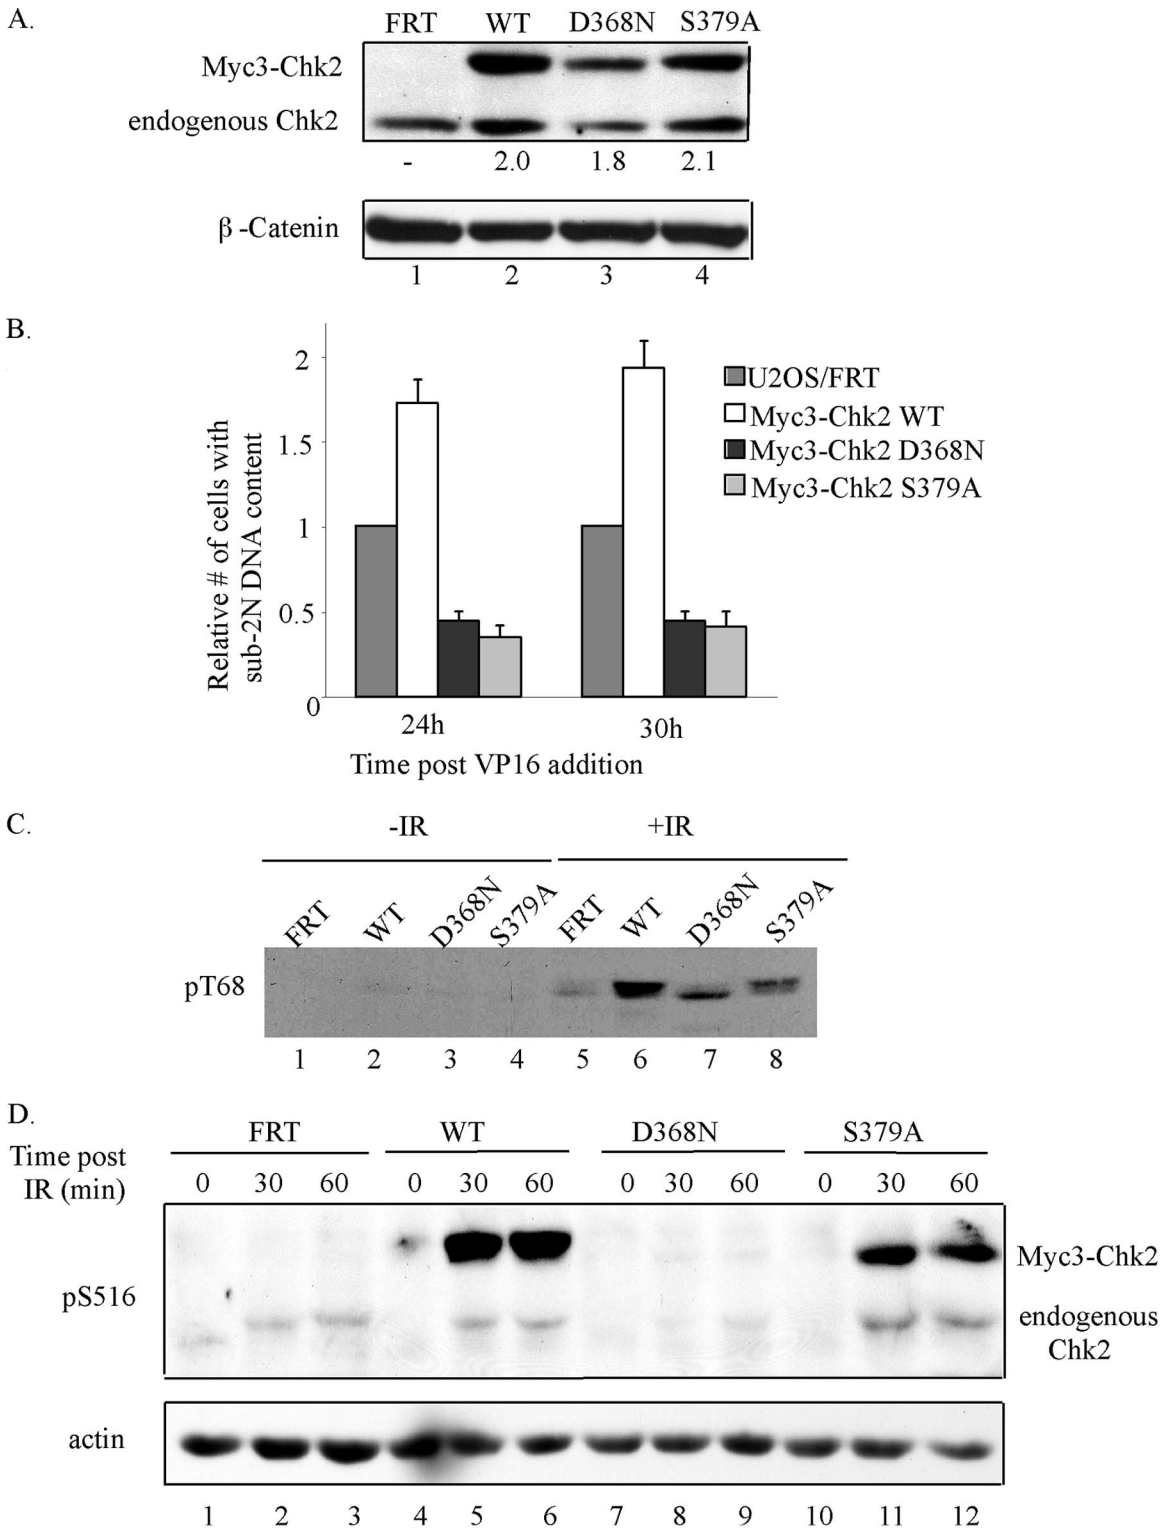 A.
FRT WT D368N S379A
Myc3-Chk2
endogenous Chk2
- 2.0 1.8 2.1
β -Catenin
1 2 3 4
B.
2
1.5
1
0.5
0
Relative # of cells with
sub-2N DNA content
U2OS/FRT
Myc3-Chk2 WT
Myc3-Chk2 D368N
Myc3-Chk2 S379A
24h 30h
Time post VP16 addition
C.
-IR +IR
FRT WT D368N S379A FRT WT D368N S379A
pT68
1 2 3 4 5 6 7 8
D.
FRT WT D368N S379A
Time post
IR (min)
0 30 60 0 30 60 0 30 60 0 30 60
pS516
Myc3-Chk2
endogenous
Chk2
actin
1 2 3 4 5 6 7 8 9 10 11 12